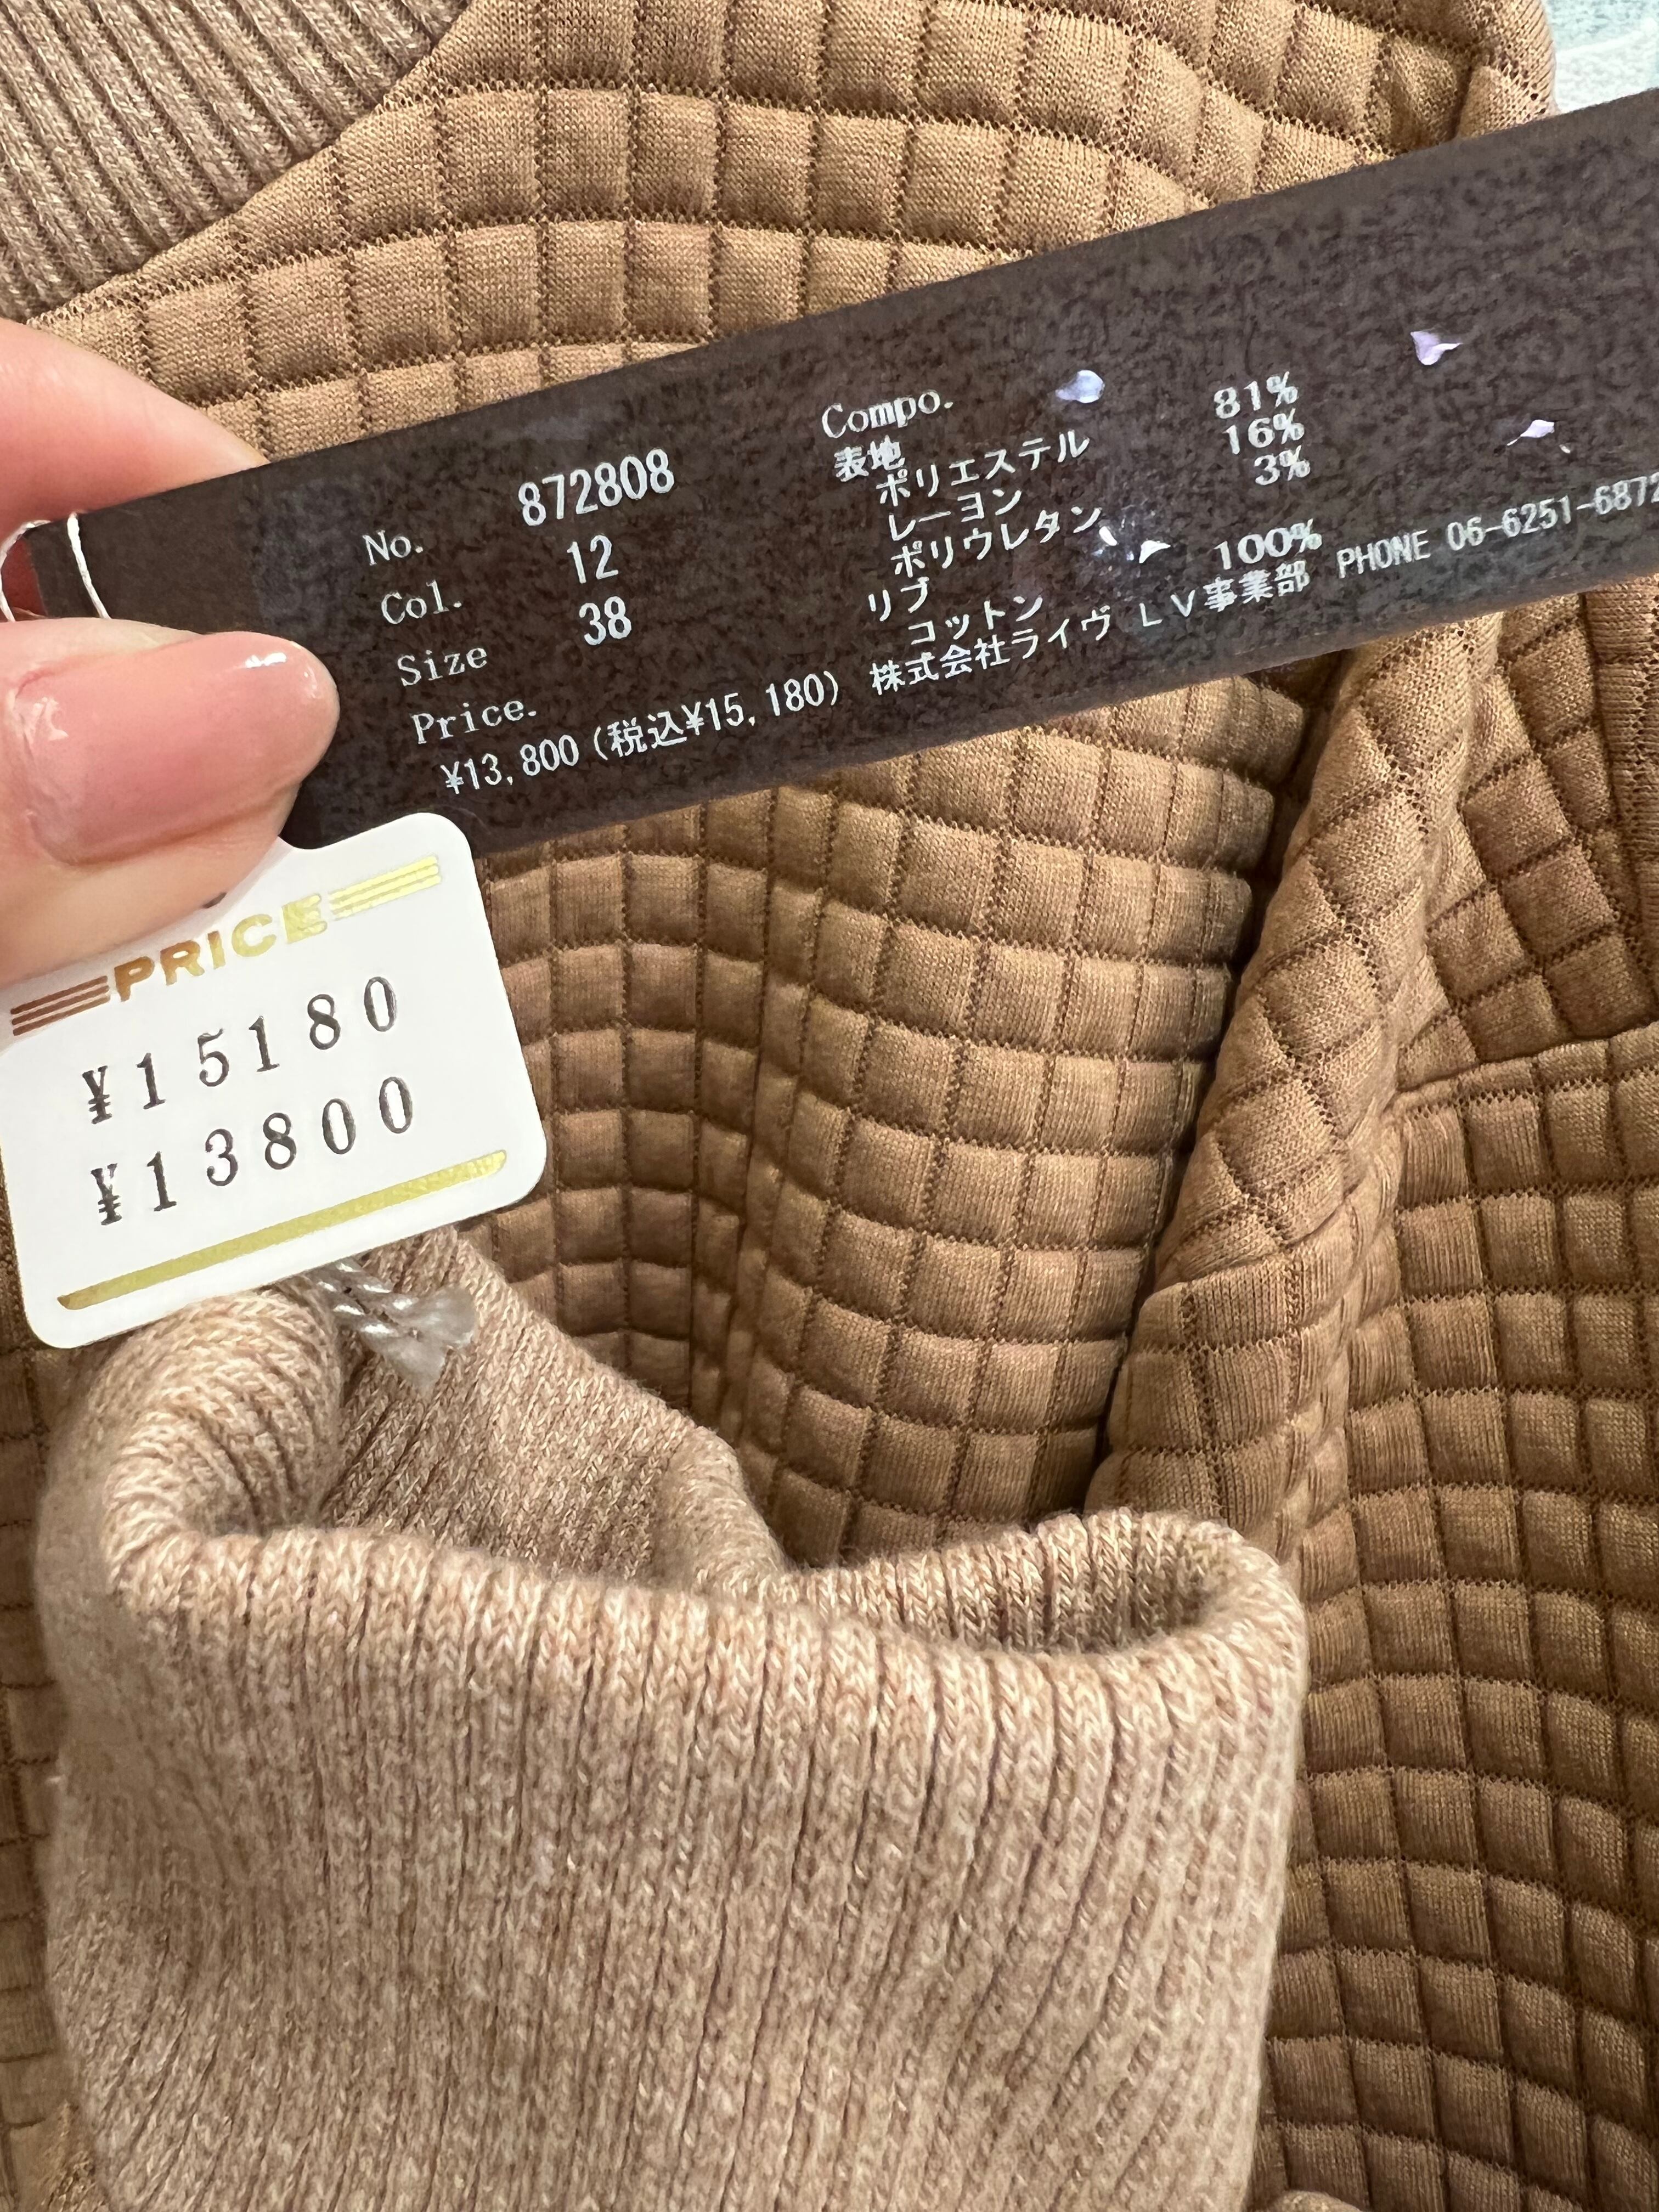 No. 872808
Col. 12
Size 38
Price.
¥13,800(税込¥15,180)
Compo.
表地
ポリエステル 81%
レーヨン 16%
ポリウレタン 3%
リブ
コットン 100%
株式会社ライヴ LV事業部 PHONE 06-6251-6872
PRICE
¥15180
¥13800